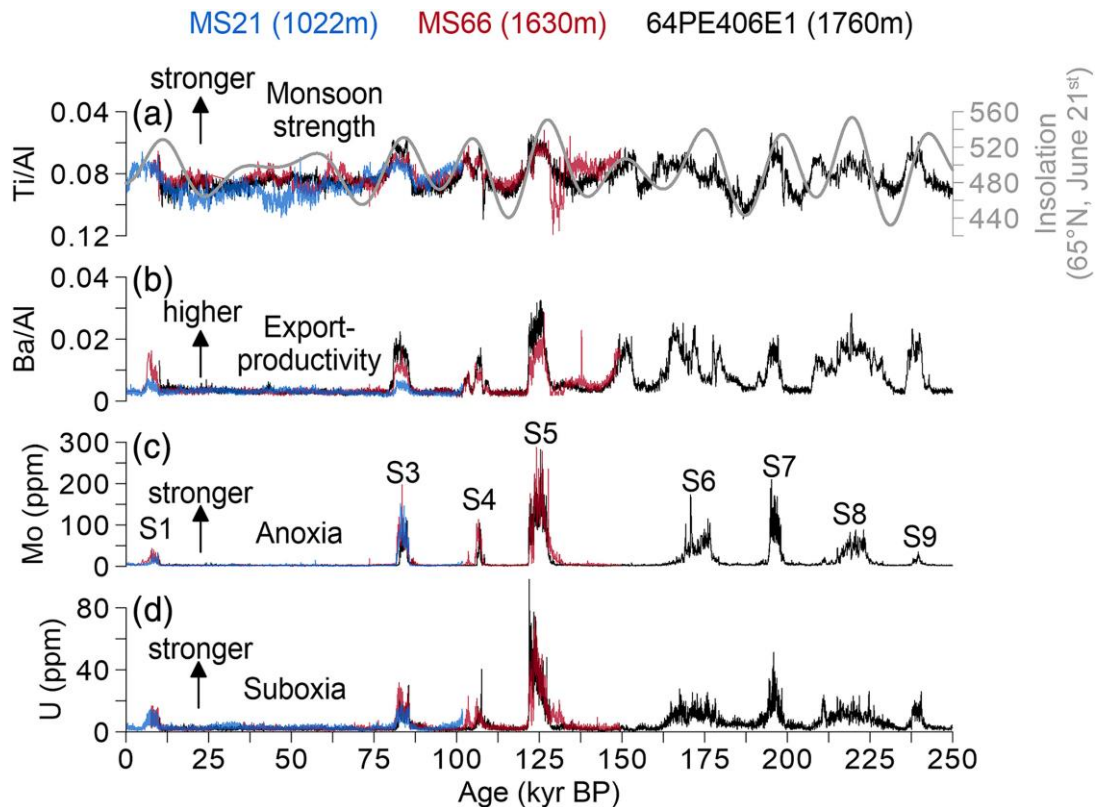 MS21 (1022m) MS66 (1630m) 64PE406E1 (1760m)
(a)
stronger
Monsoon
strength
Ti/Al
0.04
0.08
0.12
560
520
480
440
Insolation
(65°N, June 21st)
(b)
higher
Export-
productivity
Ba/Al
0.04
0.02
0
(c)
stronger
Anoxia
Mo (ppm)
300
200
100
0
S1
S3
S4
S5
S6
S7
S8
S9
(d)
stronger
Suboxia
U (ppm)
80
40
0
0 25 50 75 100 125 150 175 200 225 250
Age (kyr BP)